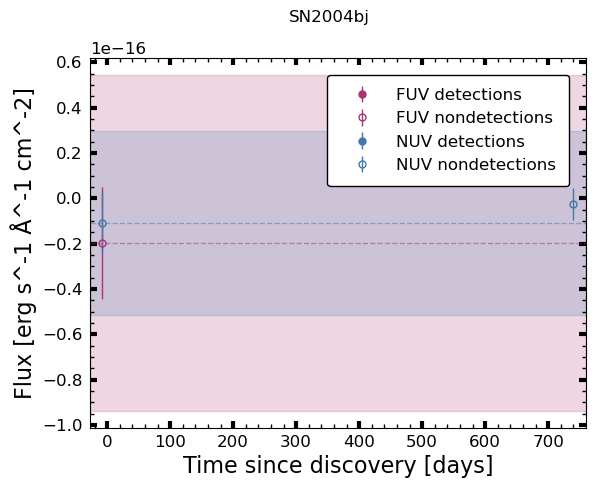 SN2004bj
1e−16
0.6
0.4
0.2
0.0
−0.2
−0.4
−0.6
−0.8
−1.0
Flux [erg s^-1 Å^-1 cm^-2]
FUV detections
FUV nondetections
NUV detections
NUV nondetections
0 100 200 300 400 500 600 700
Time since discovery [days]